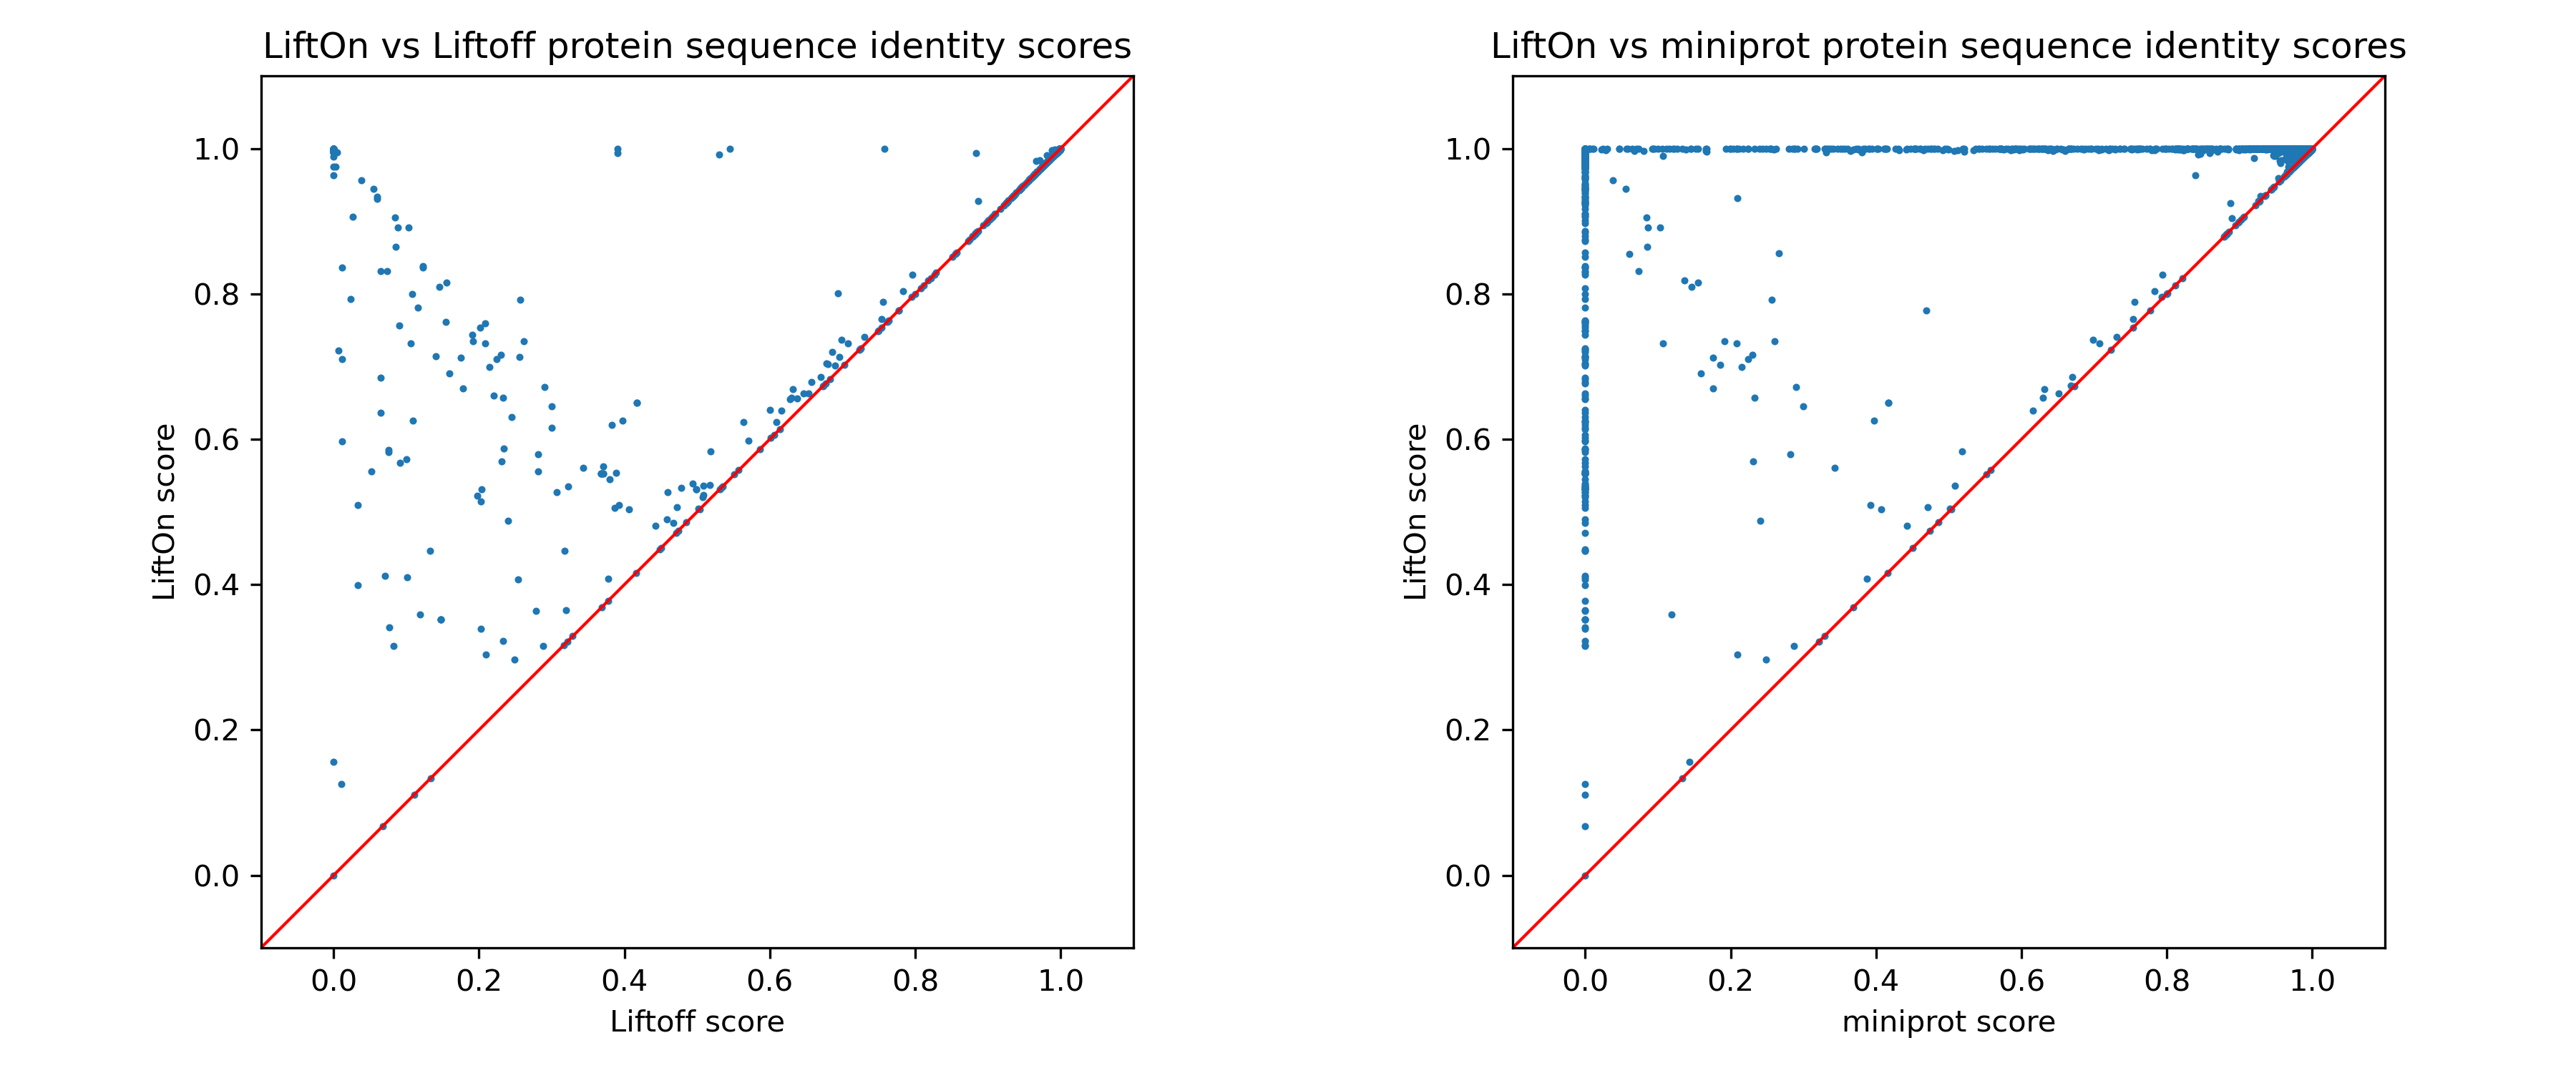 LiftOn vs Liftoff protein sequence identity scores
LiftOn score
1.0
0.8
0.6
0.4
0.2
0.0
0.0 0.2 0.4 0.6 0.8 1.0
Liftoff score
LiftOn vs miniprot protein sequence identity scores
LiftOn score
1.0
0.8
0.6
0.4
0.2
0.0
0.0 0.2 0.4 0.6 0.8 1.0
miniprot score